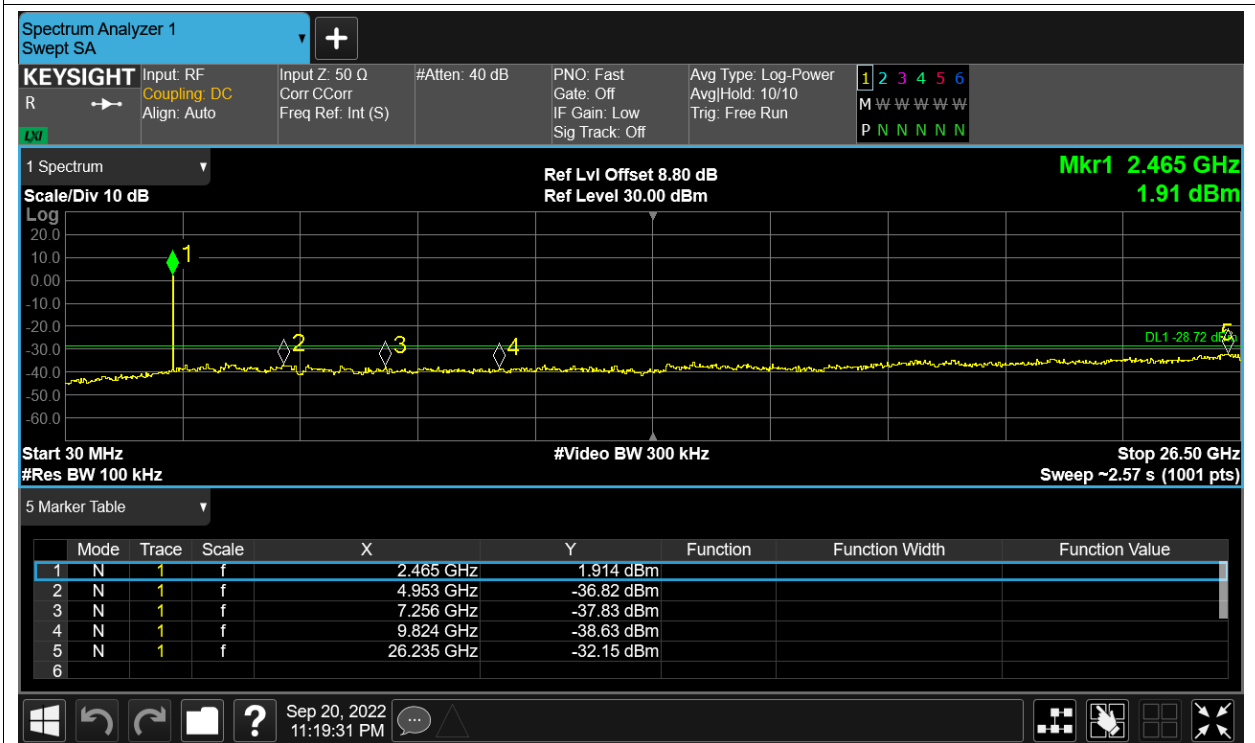 Spectrum Analyzer 1
Swept SA
KEYSIGHT
R
LXI
Input: RF
Coupling: DC
Align: Auto
Input Z: 50 Ω
Corr CCorr
Freq Ref: Int (S)
#Atten: 40 dB
PNO: Fast
Gate: Off
IF Gain: Low
Sig Track: Off
Avg Type: Log-Power
Avg|Hold: 10/10
Trig: Free Run
1 2 3 4 5 6
M W W W W W
P N N N N N
1 Spectrum
Scale/Div 10 dB
Ref Lvl Offset 8.80 dB
Ref Level 30.00 dBm
Mkr1 2.465 GHz
1.91 dBm
Log
20.0
10.0
0.00
-10.0
-20.0
-30.0
-40.0
-50.0
-60.0
1
2
3
4
5
DL1 -28.72 dBm
Start 30 MHz
#Res BW 100 kHz
#Video BW 300 kHz
Stop 26.50 GHz
Sweep ~2.57 s (1001 pts)
5 Marker Table
Mode Trace Scale X Y Function Function Width Function Value
1 N 1 f 2.465 GHz 1.914 dBm
2 N 1 f 4.953 GHz -36.82 dBm
3 N 1 f 7.256 GHz -37.83 dBm
4 N 1 f 9.824 GHz -38.63 dBm
5 N 1 f 26.235 GHz -32.15 dBm
6
?
Sep 20, 2022
11:19:31 PM